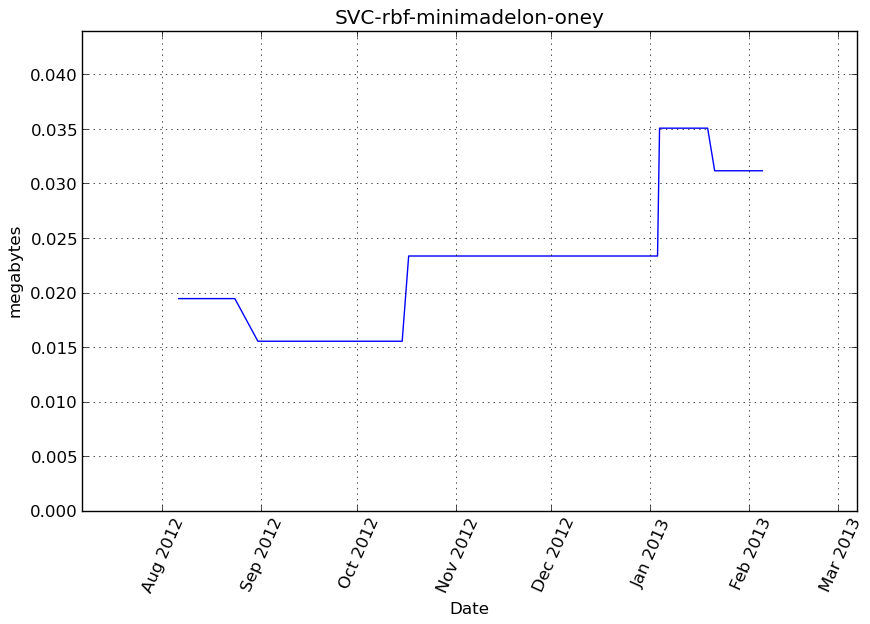 SVC-rbf-minimadelon-oney
0.040
0.035
0.030
0.025
0.020
0.015
0.010
0.005
0.000
megabytes
Aug 2012
Sep 2012
Oct 2012
Nov 2012
Dec 2012
Jan 2013
Feb 2013
Mar 2013
Date